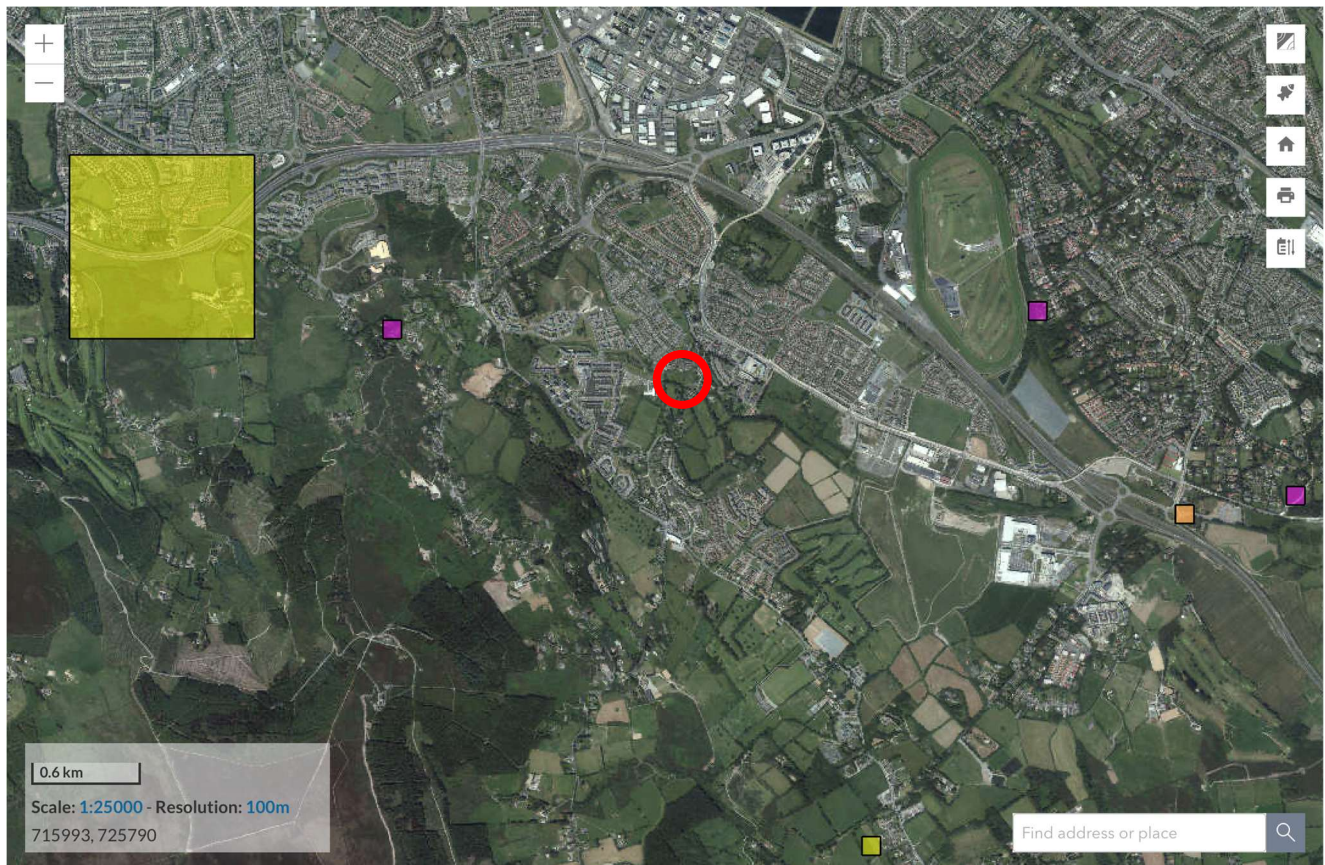 +
−
0.6 km
Scale: 1:25000 - Resolution: 100m
715993, 725790
Find address or place